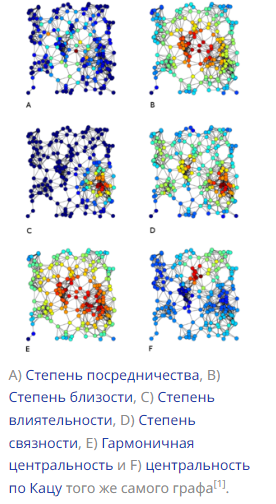 A
B
C
D
E
F
A) Степень посредничества, B)
Степень близости, C) Степень
влиятельности, D) Степень
связности, E) Гармоничная
центральность и F) центральность
по Кацу того же самого графа[1].